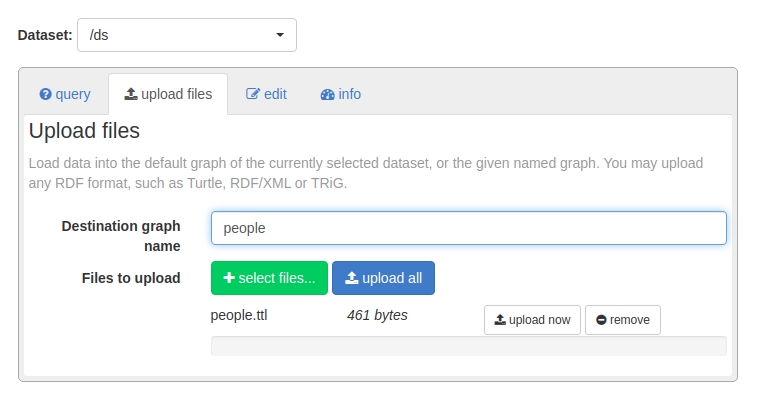 Dataset: /ds
query upload files edit info
Upload files
Load data into the default graph of the currently selected dataset, or the given named graph. You may upload
any RDF format, such as Turtle, RDF/XML or TRiG.
Destination graph name people
Files to upload select files... upload all
people.ttl 461 bytes upload now remove